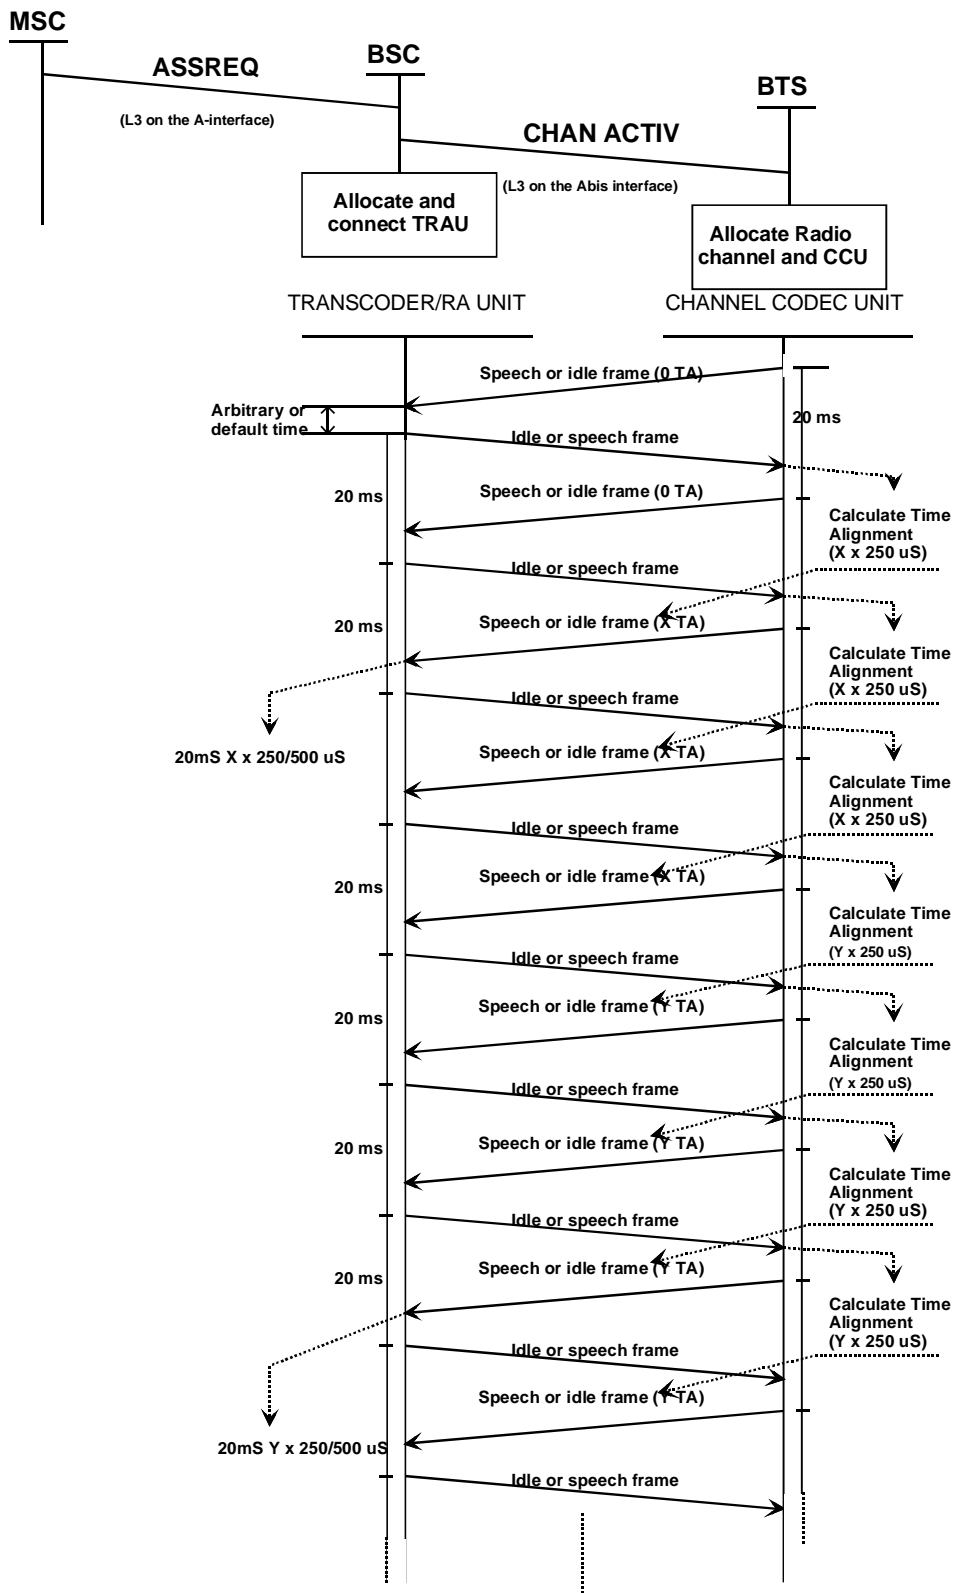 MSC
BSC
ASSREQ
BTS
(L3 on the A-interface)
CHAN ACTIV
(L3 on the Abis interface)
Allocate and
connect TRAU
Allocate Radio
channel and CCU
TRANSCODER/RA UNIT
CHANNEL CODEC UNIT
Speech or idle frame (0 TA)
Arbitrary or
default time
20 ms
Idle or speech frame
20 ms
Speech or idle frame (0 TA)
Calculate Time
Alignment
(X x 250 uS)
Idle or speech frame
20 ms
Speech or idle frame (X TA)
Calculate Time
Alignment
(X x 250 uS)
Idle or speech frame
20mS X x 250/500 uS
Speech or idle frame (X TA)
Calculate Time
Alignment
(X x 250 uS)
Idle or speech frame
20 ms
Speech or idle frame (X TA)
Calculate Time
Alignment
(Y x 250 uS)
Idle or speech frame
20 ms
Speech or idle frame (Y TA)
Calculate Time
Alignment
(Y x 250 uS)
Idle or speech frame
20 ms
Speech or idle frame (Y TA)
Calculate Time
Alignment
(Y x 250 uS)
Idle or speech frame
20 ms
Speech or idle frame (Y TA)
Calculate Time
Alignment
(Y x 250 uS)
Idle or speech frame
Speech or idle frame (Y TA)
20mS Y x 250/500 uS
Idle or speech frame